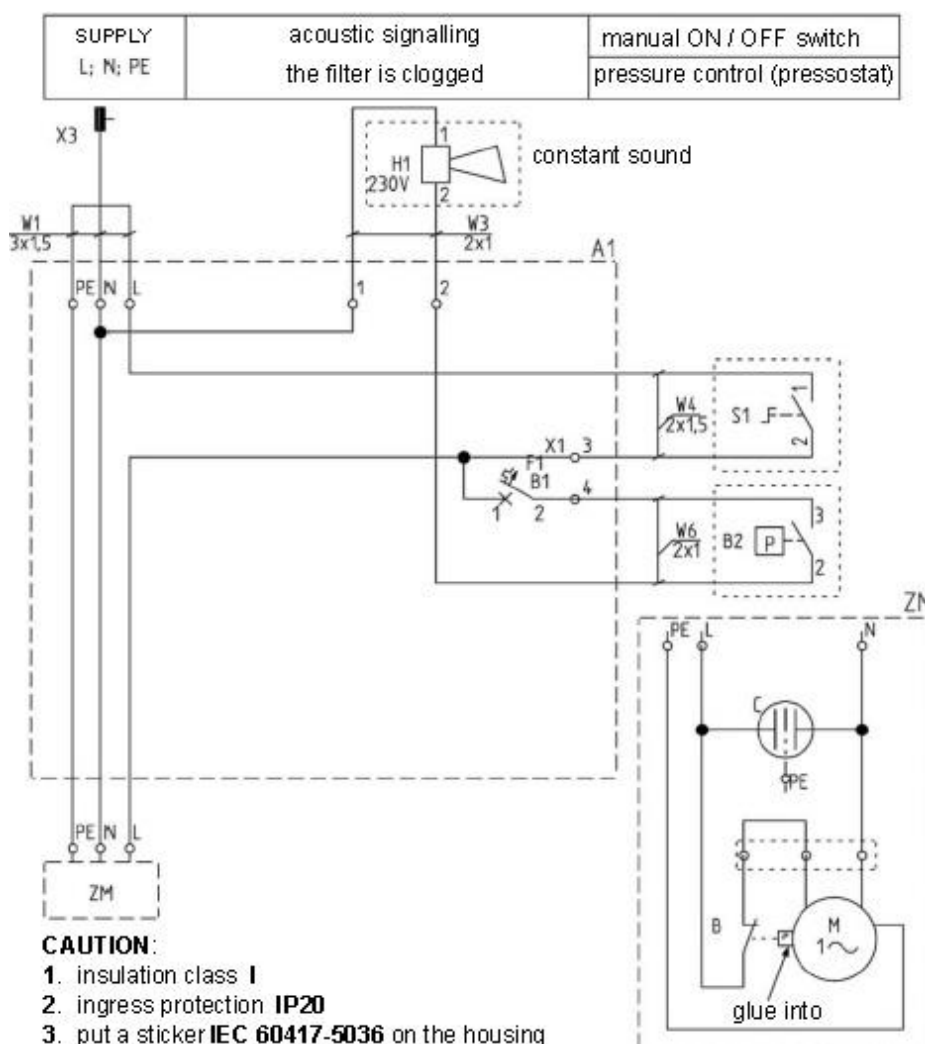 SUPPLY
L; N; PE
acoustic signalling
the filter is clogged
manual ON / OFF switch
pressure control (pressostat)
X3
1
H1
230V
2
constant sound
W1
3x1,5
W3
2x1
A1
PE N L
1
2
W4
2x1,5
S1
1
2
X1 3
F1
B1
1 2
4
W6
2x1
B2 P
3
2
ZM
PE L N
C
PE
PE N L
ZM
B
M
1~
glue into
CAUTION:
1. insulation class I
2. ingress protection IP20
3. put a sticker IEC 60417-5036 on the housing